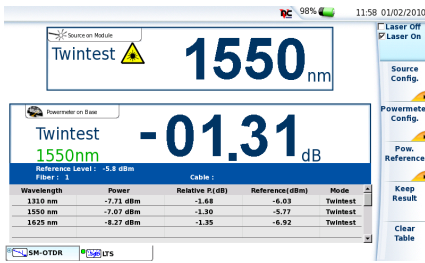 DC 98% 11:58 01/02/2010
Source on Module
Twintest
1550 nm
Laser Off
Laser On
Source Config.
Powermeter on Base
Twintest
1550nm
-01.31 dB
Reference Level : -5.8 dBm
Fiber : 1 Cable :
Wavelength Power Relative P.(dB) Reference(dBm) Mode
1310 nm -7.71 dBm -1.68 -6.03 Twintest
1550 nm -7.07 dBm -1.30 -5.77 Twintest
1625 nm -8.27 dBm -1.35 -6.92 Twintest
Powermete
Config.
Pow.
Reference
Keep
Result
Clear
Table
SM-OTDR LTS